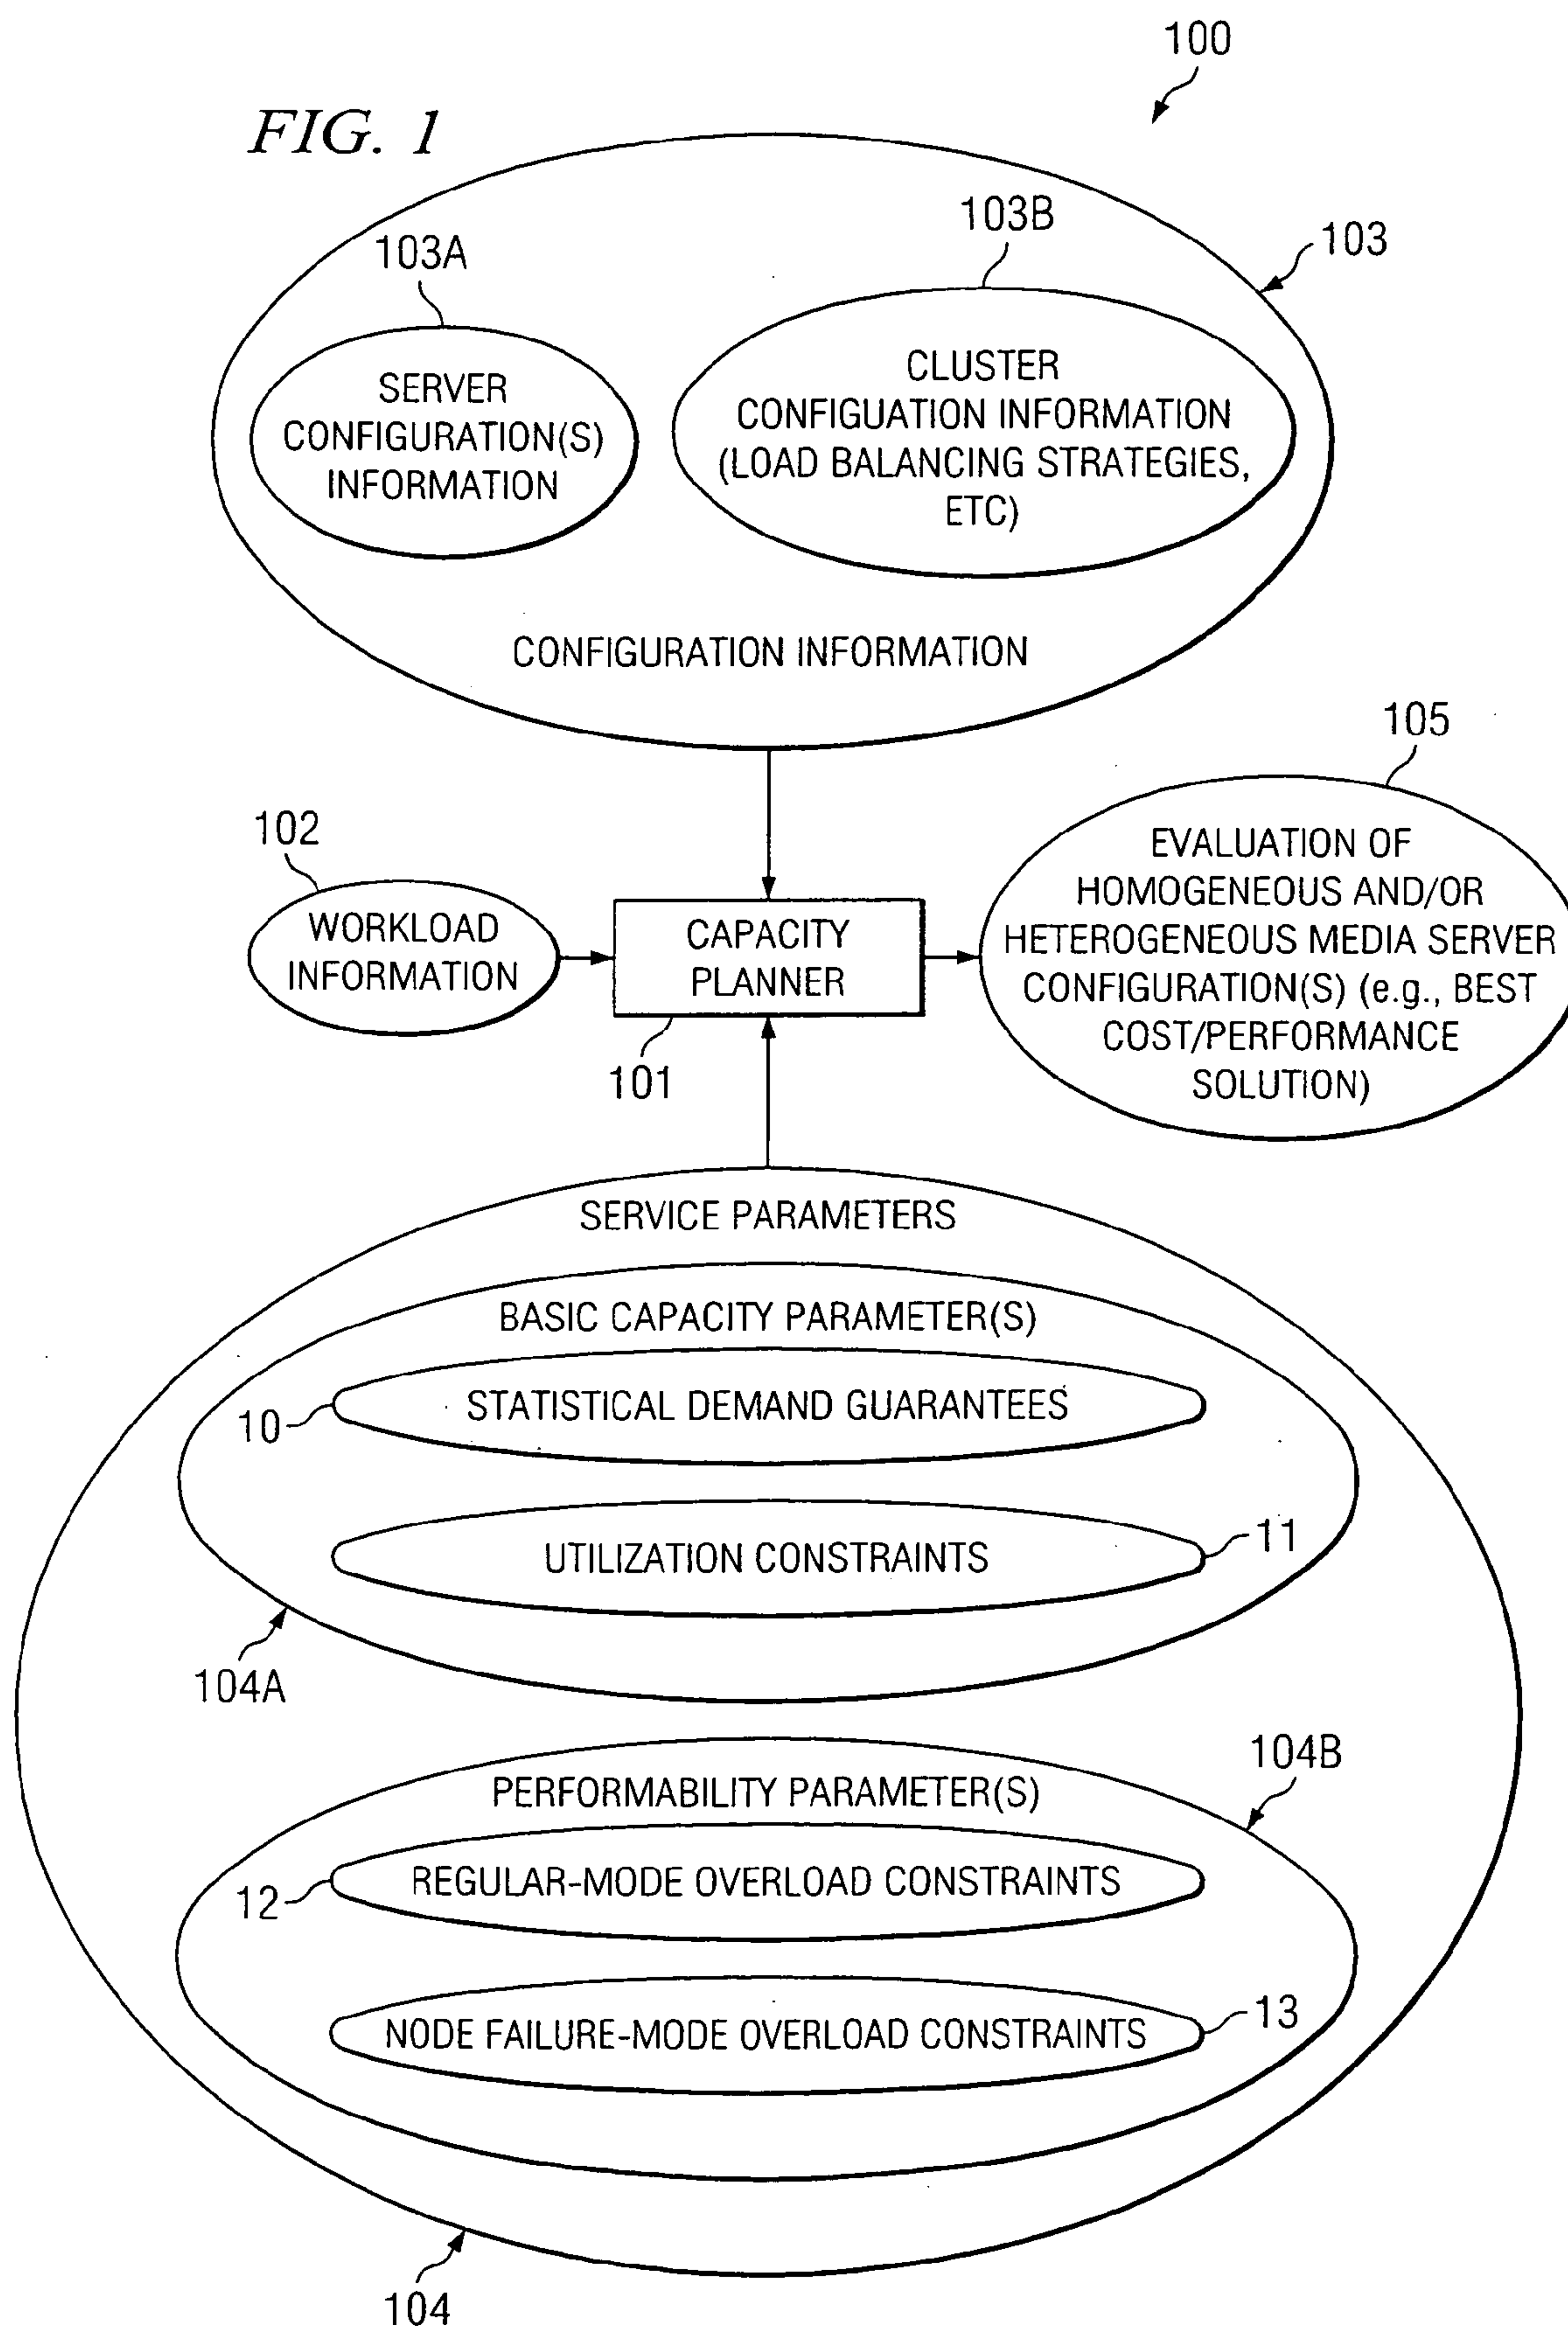 100
FIG. 1
103B
103
103A
CLUSTER
CONFIGUATION INFORMATION
(LOAD BALANCING STRATEGIES,
ETC)
SERVER
CONFIGURATION(S)
INFORMATION
CONFIGURATION INFORMATION
105
102
EVALUATION OF
HOMOGENEOUS AND/OR
HETEROGENEOUS MEDIA SERVER
CONFIGURATION(S) (e.g., BEST
COST/PERFORMANCE
SOLUTION)
WORKLOAD
INFORMATION
CAPACITY
PLANNER
101
SERVICE PARAMETERS
BASIC CAPACITY PARAMETER(S)
STATISTICAL DEMAND GUARANTEES
10
UTILIZATION CONSTRAINTS
11
104A
104B
PERFORMABILITY PARAMETER(S)
REGULAR-MODE OVERLOAD CONSTRAINTS
12
NODE FAILURE-MODE OVERLOAD CONSTRAINTS
13
104